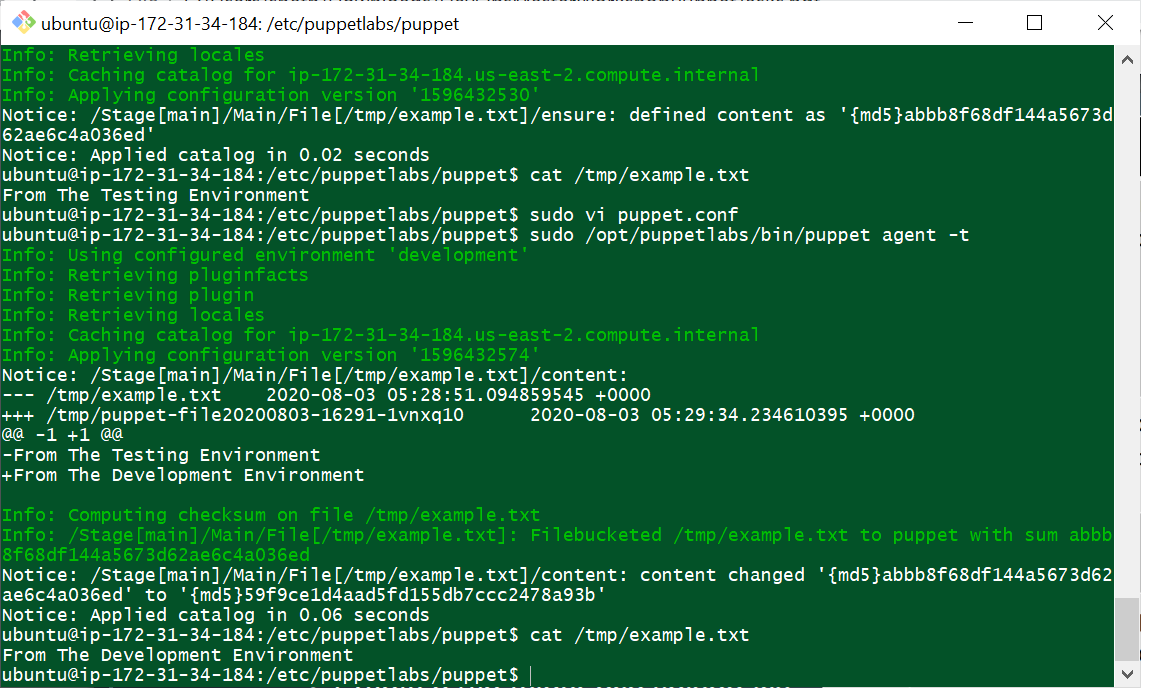 ubuntu@ip-172-31-34-184: /etc/puppetlabs/puppet
Info: Retrieving locales
Info: Caching catalog for ip-172-31-34-184.us-east-2.compute.internal
Info: Applying configuration version '1596432530'
Notice: /Stage[main]/Main/File[/tmp/example.txt]/ensure: defined content as '{md5}abbb8f68df144a5673d
62ae6c4a036ed'
Notice: Applied catalog in 0.02 seconds
ubuntu@ip-172-31-34-184:/etc/puppetlabs/puppet$ cat /tmp/example.txt
From The Testing Environment
ubuntu@ip-172-31-34-184:/etc/puppetlabs/puppet$ sudo vi puppet.conf
ubuntu@ip-172-31-34-184:/etc/puppetlabs/puppet$ sudo /opt/puppetlabs/bin/puppet agent -t
Info: Using configured environment 'development'
Info: Retrieving pluginfacts
Info: Retrieving plugin
Info: Retrieving locales
Info: Caching catalog for ip-172-31-34-184.us-east-2.compute.internal
Info: Applying configuration version '1596432574'
Notice: /Stage[main]/Main/File[/tmp/example.txt]/content:
--- /tmp/example.txt    2020-08-03 05:28:51.094859545 +0000
+++ /tmp/puppet-file20200803-16291-1vnxq10      2020-08-03 05:29:34.234610395 +0000
@@ -1 +1 @@
-From The Testing Environment
+From The Development Environment
Info: Computing checksum on file /tmp/example.txt
Info: /Stage[main]/Main/File[/tmp/example.txt]: Filebucketed /tmp/example.txt to puppet with sum abbb
8f68df144a5673d62ae6c4a036ed
Notice: /Stage[main]/Main/File[/tmp/example.txt]/content: content changed '{md5}abbb8f68df144a5673d62
ae6c4a036ed' to '{md5}59f9ce1d4aad5fd155db7ccc2478a93b'
Notice: Applied catalog in 0.06 seconds
ubuntu@ip-172-31-34-184:/etc/puppetlabs/puppet$ cat /tmp/example.txt
From The Development Environment
ubuntu@ip-172-31-34-184:/etc/puppetlabs/puppet$